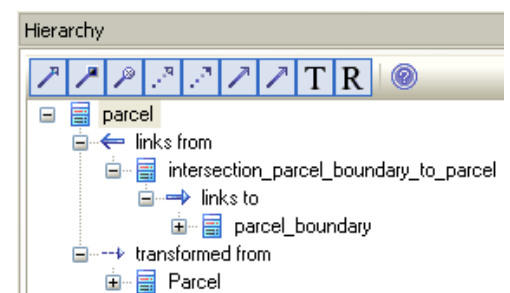 Hierarchy
T R
parcel
links from
intersection_parcel_boundary_to_parcel
links to
parcel_boundary
transformed from
Parcel